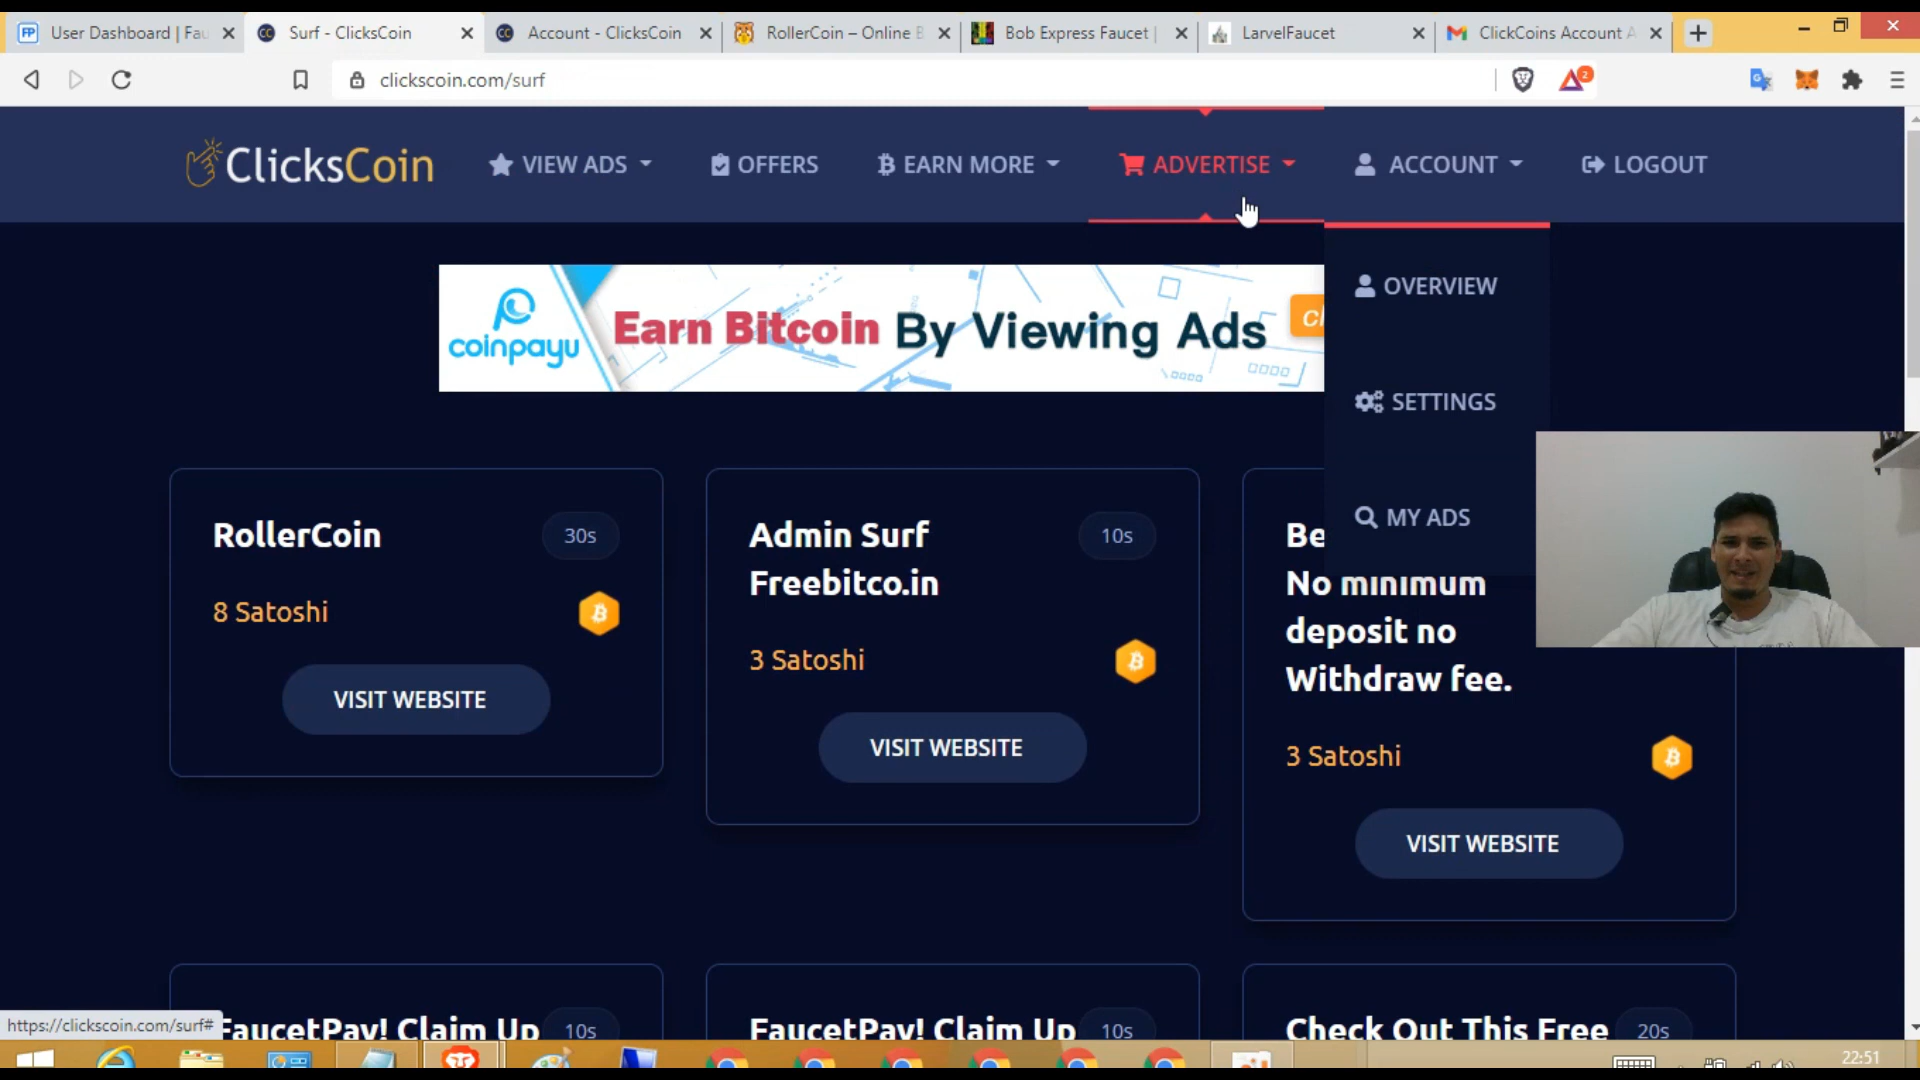 User Dashboard | Fau
Surf - ClicksCoin
Account - ClicksCoin
RollerCoin – Online B
Bob Express Faucet |
LarvelFaucet
ClickCoins Account A
clickscoin.com/surf
2
ClicksCoin
VIEW ADS
OFFERS
EARN MORE
ADVERTISE
ACCOUNT
LOGOUT
OVERVIEW
SETTINGS
MY ADS
coinpayu
Earn Bitcoin By Viewing Ads
cl
RollerCoin
30s
8 Satoshi
VISIT WEBSITE
Admin Surf
Freebitco.in
10s
3 Satoshi
VISIT WEBSITE
Be
No minimum
deposit no
Withdraw fee.
3 Satoshi
VISIT WEBSITE
FaucetPay! Claim Up
10s
FaucetPay! Claim Up
10s
Check Out This Free
20s
https://clickscoin.com/surf#
22:51